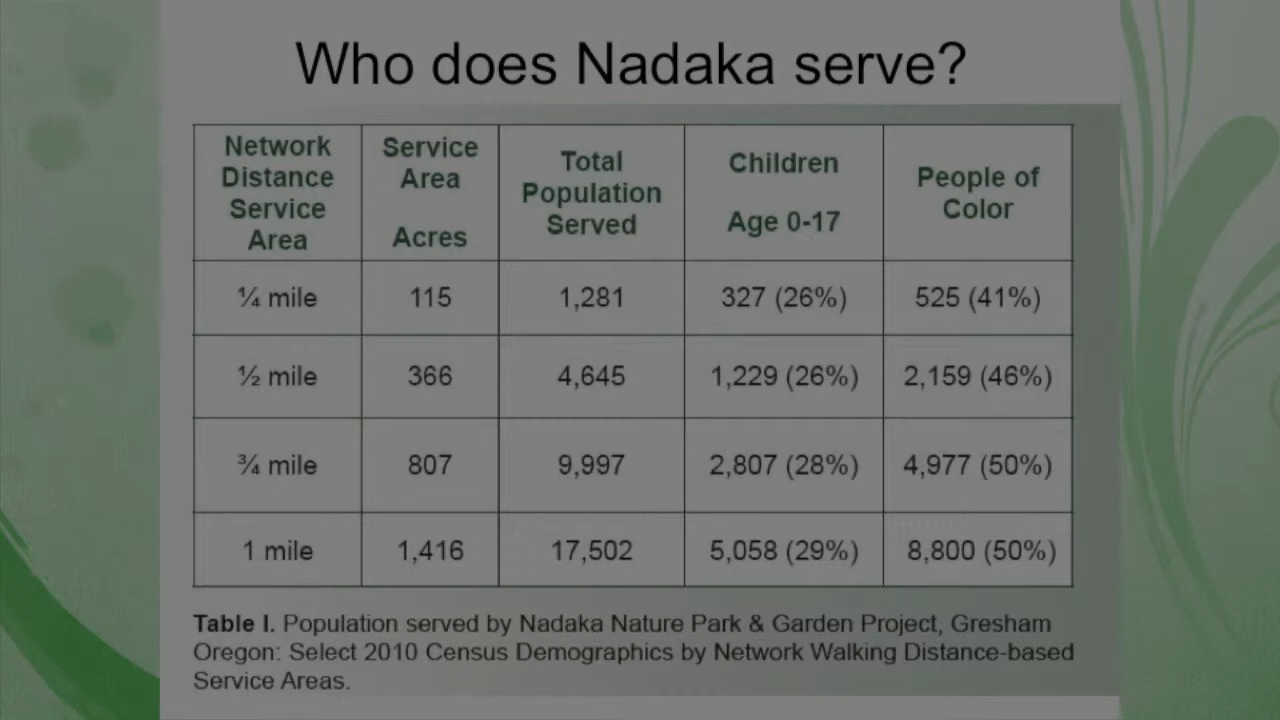 Who does Nadaka serve?
Network Distance Service Area | Service Area Acres | Total Population Served | Children Age 0-17 | People of Color
¼ mile | 115 | 1,281 | 327 (26%) | 525 (41%)
½ mile | 366 | 4,645 | 1,229 (26%) | 2,159 (46%)
¾ mile | 807 | 9,997 | 2,807 (28%) | 4,977 (50%)
1 mile | 1,416 | 17,502 | 5,058 (29%) | 8,800 (50%)
Table I. Population served by Nadaka Nature Park & Garden Project, Gresham
Oregon: Select 2010 Census Demographics by Network Walking Distance-based
Service Areas.